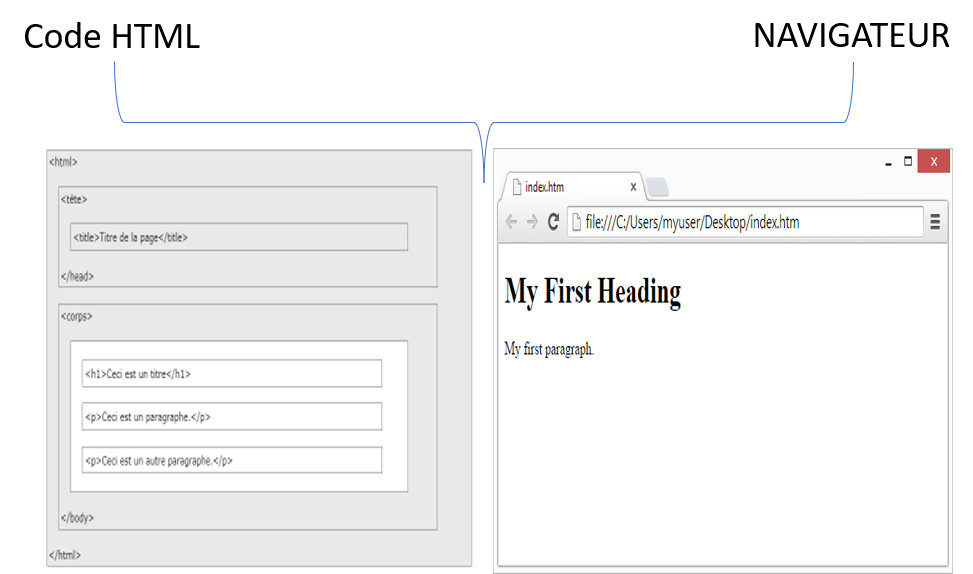 Code HTML
NAVIGATEUR
<html>
<tête>
<title>Titre de la page</title>
</head>
<corps>
<h1>Ceci est un titre</h1>
<p>Ceci est un paragraphe.</p>
<p>Ceci est un autre paragraphe.</p>
</body>
</html>
index.htm
file:///C:/Users/myuser/Desktop/index.htm
My First Heading
My first paragraph.